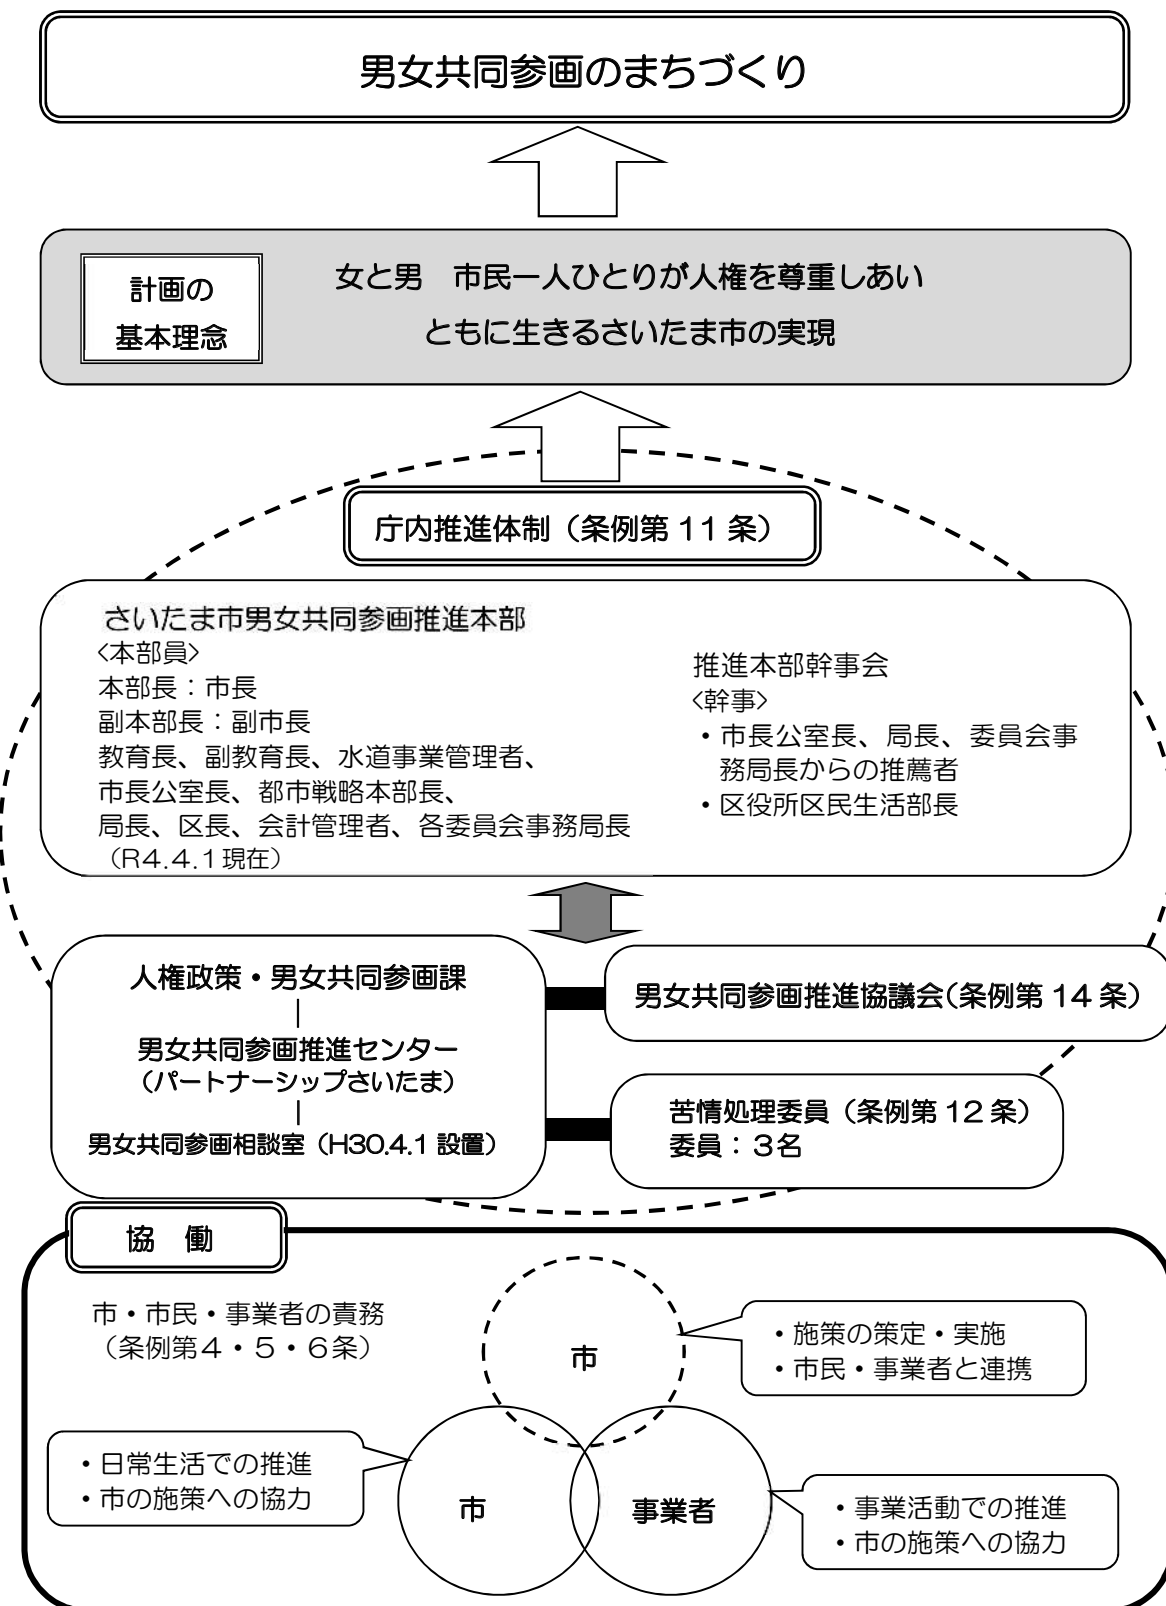 男女共同参画のまちづくり
計画の
基本理念
女と男　市民一人ひとりが人権を尊重しあい
ともに生きるさいたま市の実現
庁内推進体制（条例第 11 条）
さいたま市男女共同参画推進本部
〈本部員〉
本部長：市長
副本部長：副市長
教育長、副教育長、水道事業管理者、
市長公室長、都市戦略本部長、
局長、区長、会計管理者、各委員会事務局長
（R4.4.1現在）
推進本部幹事会
〈幹事〉
・市長公室長、局長、委員会事
務局長からの推薦者
・区役所区民生活部長
人権政策・男女共同参画課
男女共同参画推進センター
（パートナーシップさいたま）
男女共同参画相談室（H30.4.1 設置）
男女共同参画推進協議会（条例第 14 条）
苦情処理委員（条例第 12 条）
委員：３名
協　働
市・市民・事業者の責務
（条例第４・５・６条）
市
・施策の策定・実施
・市民・事業者と連携
・日常生活での推進
・市の施策への協力
市
事業者
・事業活動での推進
・市の施策への協力